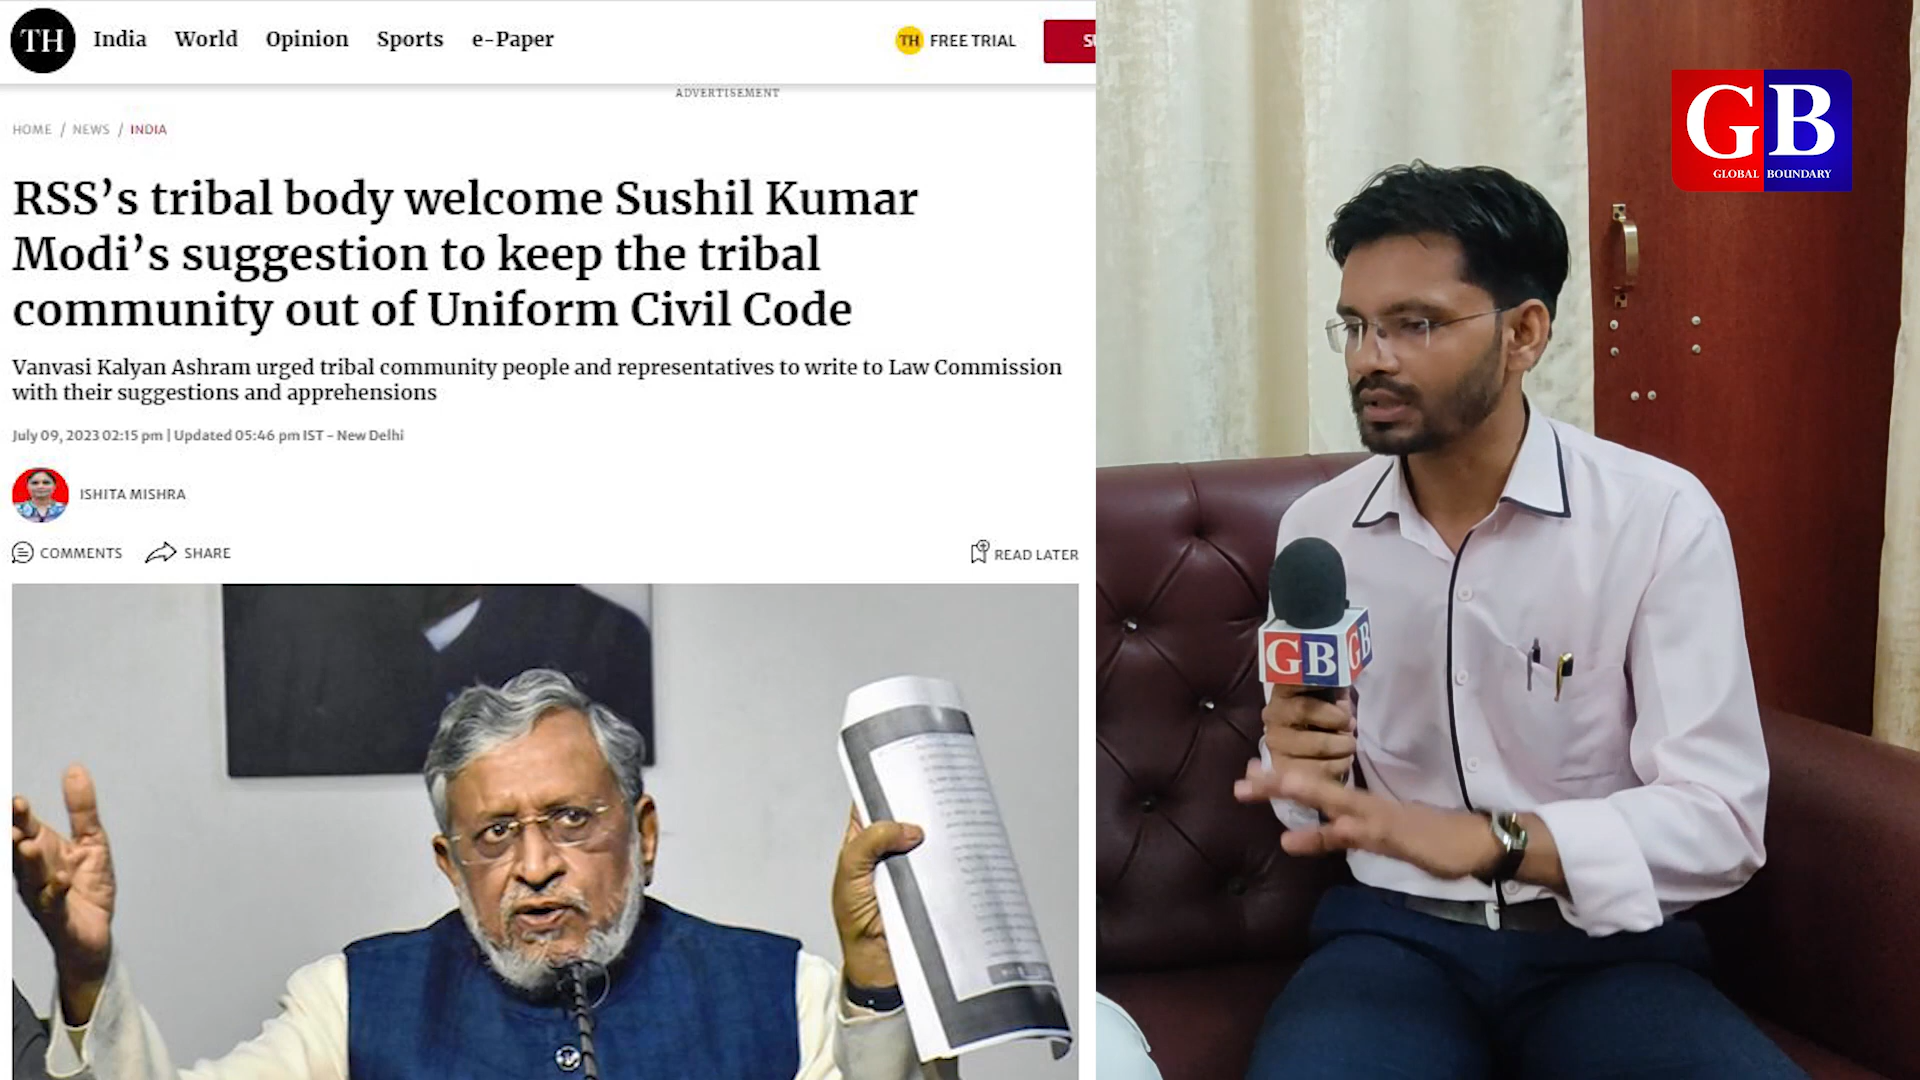 TH India World Opinion Sports e-Paper TH FREE TRIAL
ADVERTISEMENT
HOME / NEWS / INDIA
RSS’s tribal body welcome Sushil Kumar
Modi’s suggestion to keep the tribal
community out of Uniform Civil Code
Vanvasi Kalyan Ashram urged tribal community people and representatives to write to Law Commission
with their suggestions and apprehensions
July 09, 2023 02:15 pm | Updated 05:46 pm IST - New Delhi
ISHITA MISHRA
COMMENTS SHARE READ LATER
GB
GLOBAL BOUNDARY
GB GB